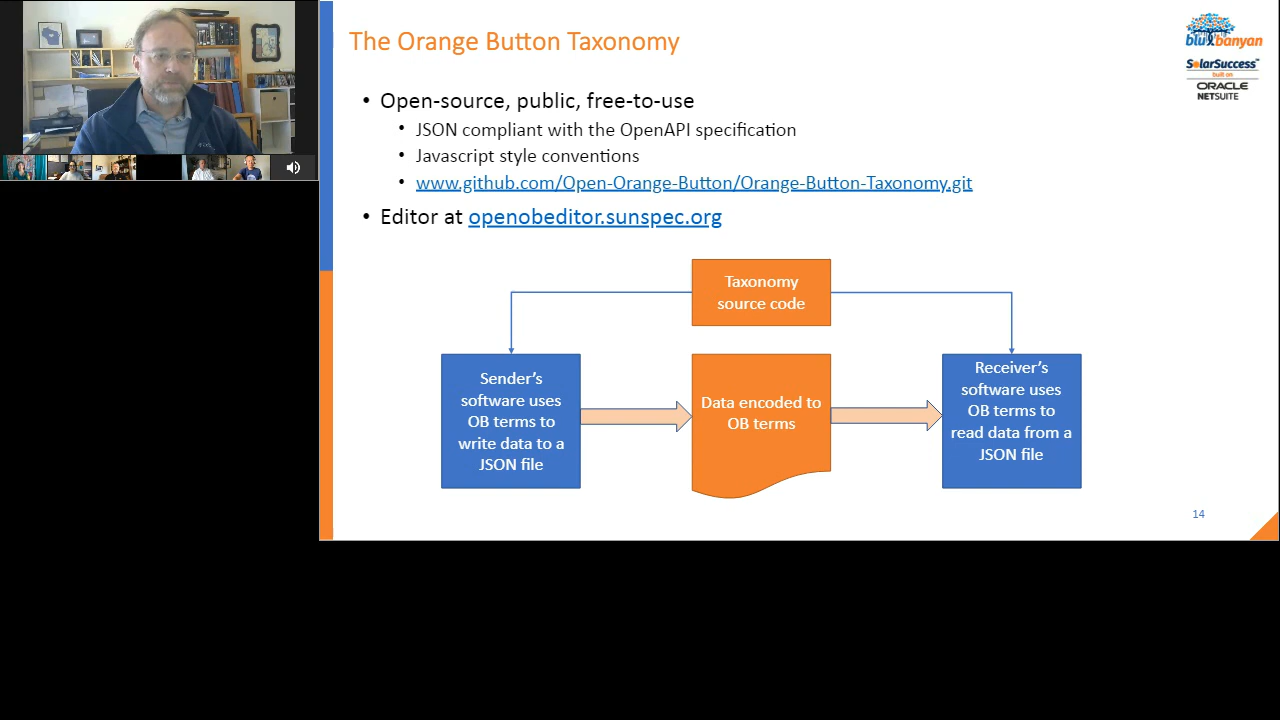 The Orange Button Taxonomy
blu banyan
SolarSuccess™
built on
ORACLE
NETSUITE
• Open-source, public, free-to-use
• JSON compliant with the OpenAPI specification
• Javascript style conventions
• www.github.com/Open-Orange-Button/Orange-Button-Taxonomy.git
• Editor at openobeditor.sunspec.org
Taxonomy
source code
Sender’s
software uses
OB terms to
write data to a
JSON file
Data encoded to
OB terms
Receiver’s
software uses
OB terms to
read data from a
JSON file
14